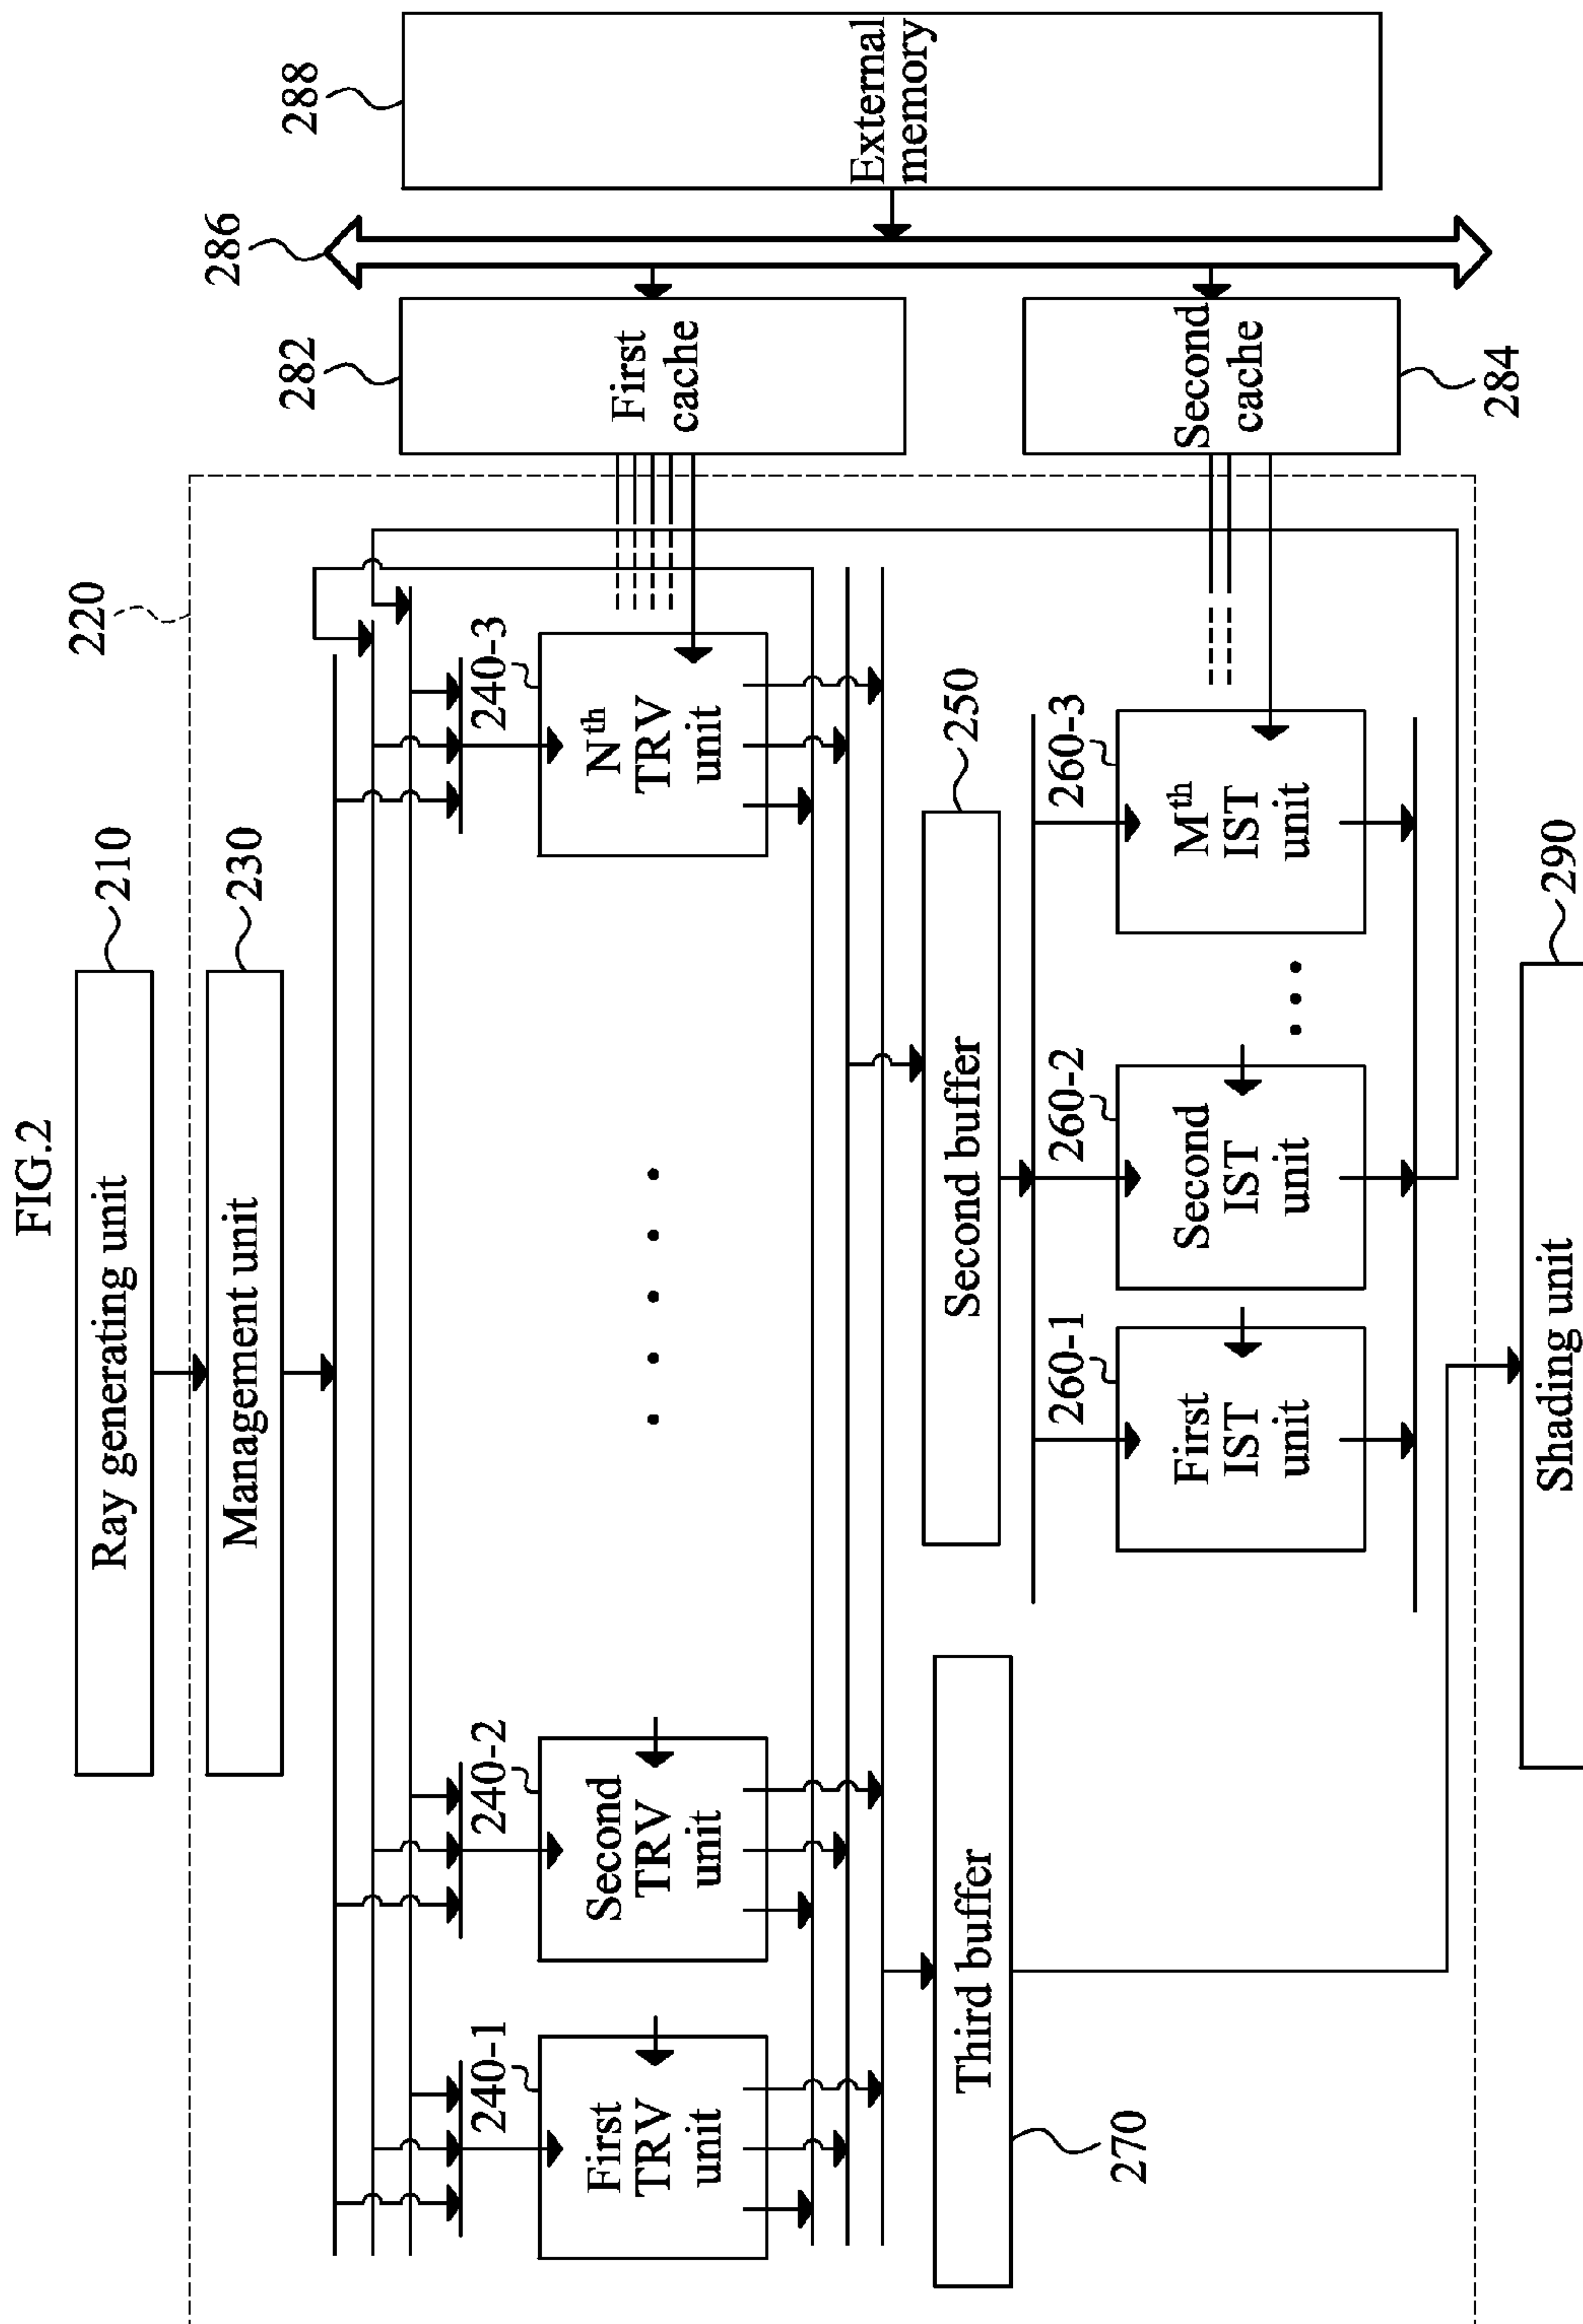 FIG.2
Ray generating unit
210
220
Management unit
230
240-1
First
TRV
unit
240-2
Second
TRV
unit
240-3
Nth
TRV
unit
282
First
cache
286
288
External
memory
Third buffer
270
Second buffer
250
260-1
First
IST
unit
260-2
Second
IST
unit
260-3
Mth
IST
unit
Second
cache
284
Shading unit
290